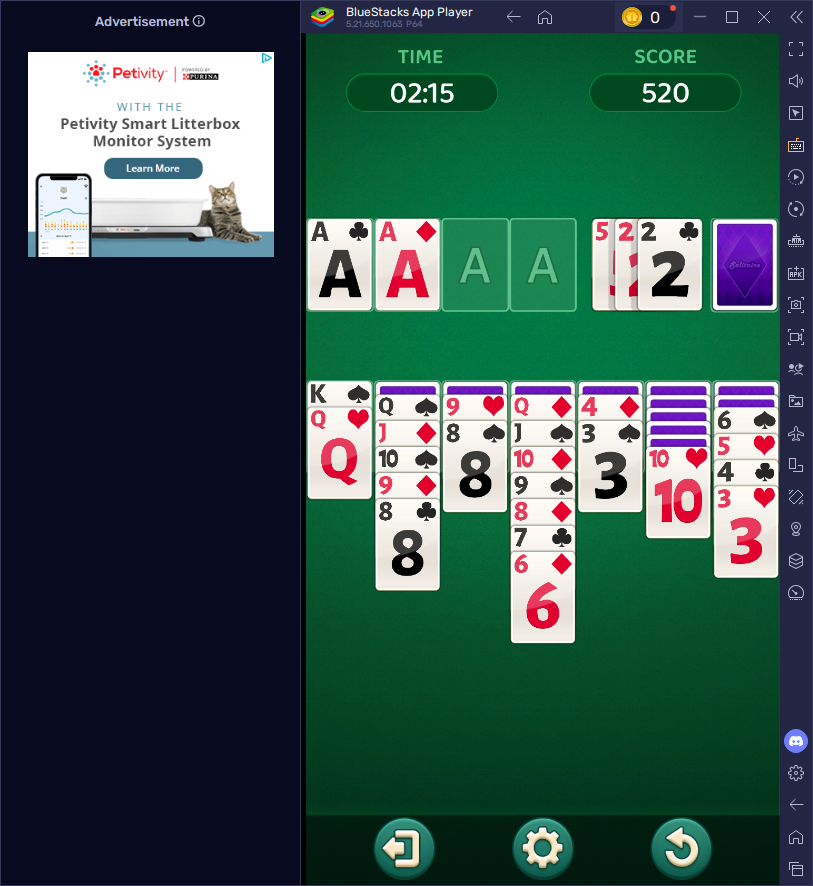 Advertisement
Petivity
POWERED BY
PURINA
WITH THE
Petivity Smart Litterbox
Monitor System
Learn More
BlueStacks App Player
5.21.650.1063 P64
0
TIME
SCORE
02:15
520
A
A
A
A
A
A
5
2
2
2
Solitaire
K
Q
Q
Q
J
10
9
8
8
9
8
8
Q
J
10
9
8
7
6
6
4
3
3
10
10
6
5
4
3
3
APK